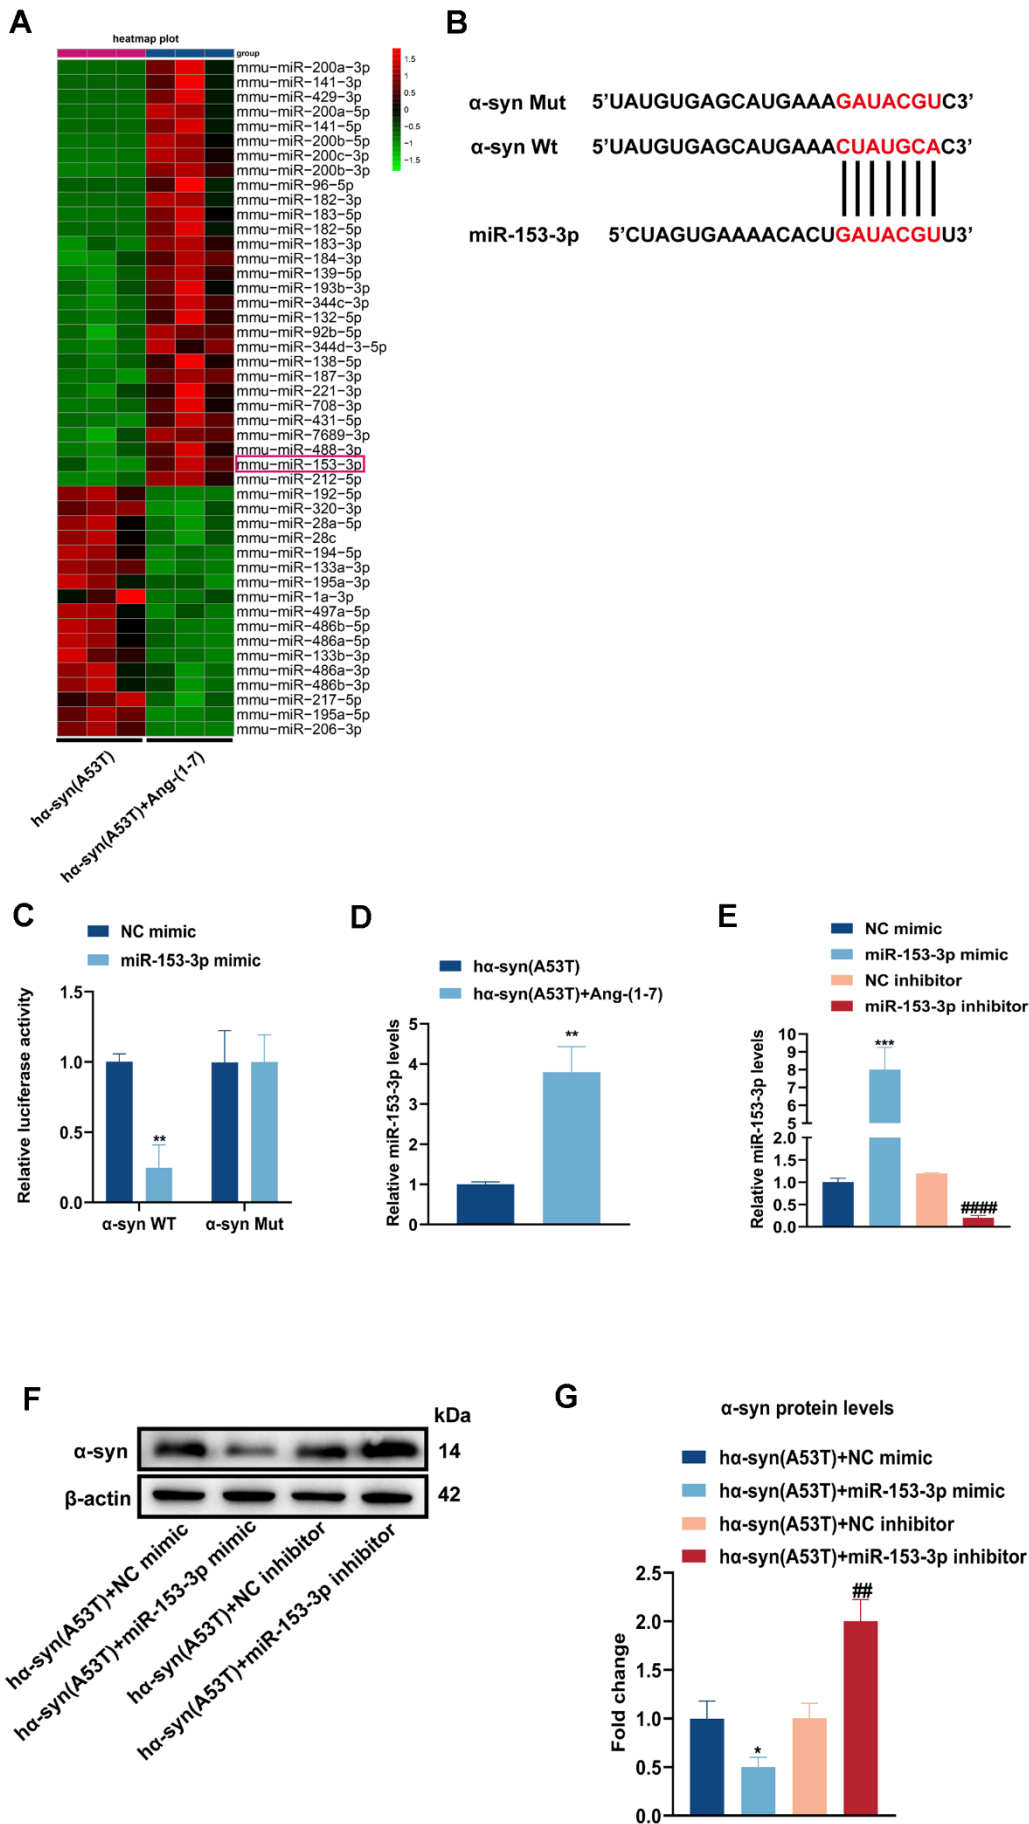 A
heatmap plot
group
mmu-miR-200a-3p
mmu-miR-141-3p
mmu-miR-429-3p
mmu-miR-200a-5p
mmu-miR-141-5p
mmu-miR-200b-5p
mmu-miR-200c-3p
mmu-miR-200b-3p
mmu-miR-96-5p
mmu-miR-182-3p
mmu-miR-183-5p
mmu-miR-182-5p
mmu-miR-183-3p
mmu-miR-184-3p
mmu-miR-139-5p
mmu-miR-193b-3p
mmu-miR-344c-3p
mmu-miR-132-5p
mmu-miR-92b-5p
mmu-miR-344d-3-5p
mmu-miR-138-5p
mmu-miR-187-3p
mmu-miR-221-3p
mmu-miR-708-3p
mmu-miR-431-5p
mmu-miR-7689-3p
mmu-miR-488-3p
mmu-miR-153-3p
mmu-miR-212-5p
mmu-miR-192-5p
mmu-miR-320-3p
mmu-miR-28a-5p
mmu-miR-28c
mmu-miR-194-5p
mmu-miR-133a-3p
mmu-miR-195a-3p
mmu-miR-1a-3p
mmu-miR-497a-5p
mmu-miR-486b-5p
mmu-miR-486a-5p
mmu-miR-133b-3p
mmu-miR-486a-3p
mmu-miR-486b-3p
mmu-miR-217-5p
mmu-miR-195a-5p
mmu-miR-206-3p
1.5
1
0.5
0
-0.5
-1
-1.5
hα-syn(A53T)
hα-syn(A53T)+Ang-(1-7)
B
α-syn Mut 5'UAUGUGAGCAUGAAAGAUACGUC3'
α-syn Wt 5'UAUGUGAGCAUGAAACUAUGCAC3'
miR-153-3p 5'CUAGUGAAAACACUGAUACGUU3'
C
NC mimic
miR-153-3p mimic
Relative luciferase activity
1.5
1.0
0.5
0.0
**
α-syn WT α-syn Mut
D
hα-syn(A53T)
hα-syn(A53T)+Ang-(1-7)
Relative miR-153-3p levels
5
4
3
2
1
0
**
E
NC mimic
miR-153-3p mimic
NC inhibitor
miR-153-3p inhibitor
Relative miR-153-3p levels
10
9
8
7
6
5
2.0
1.5
1.0
0.5
0.0
***
####
F
kDa
α-syn 14
β-actin 42
hα-syn(A53T)+NC mimic
hα-syn(A53T)+miR-153-3p mimic
hα-syn(A53T)+NC inhibitor
hα-syn(A53T)+miR-153-3p inhibitor
G
α-syn protein levels
hα-syn(A53T)+NC mimic
hα-syn(A53T)+miR-153-3p mimic
hα-syn(A53T)+NC inhibitor
hα-syn(A53T)+miR-153-3p inhibitor
Fold change
2.5
2.0
1.5
1.0
0.5
0.0
*
##